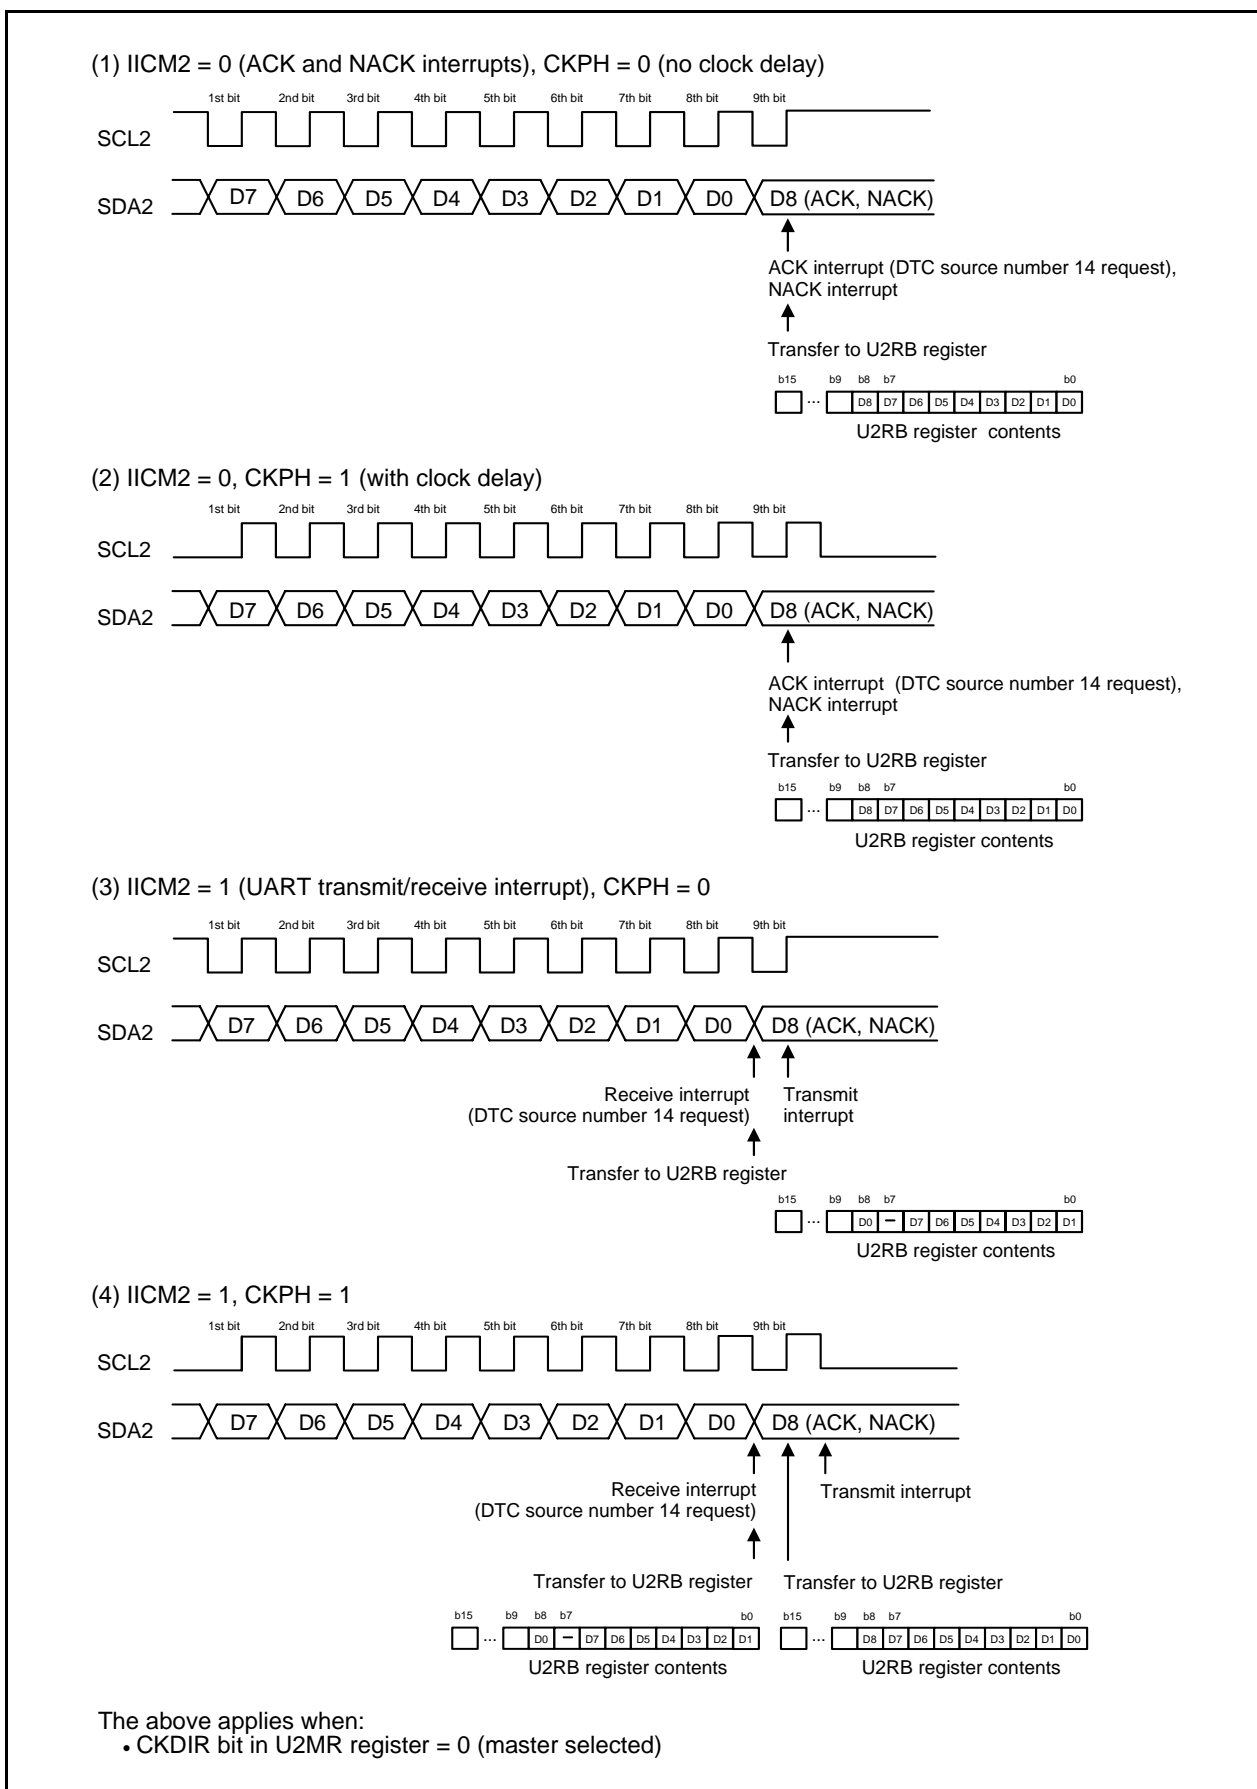 (1) IICM2 = 0 (ACK and NACK interrupts), CKPH = 0 (no clock delay)
1st bit 2nd bit 3rd bit 4th bit 5th bit 6th bit 7th bit 8th bit 9th bit
SCL2
SDA2 D7 D6 D5 D4 D3 D2 D1 D0 D8 (ACK, NACK)
ACK interrupt (DTC source number 14 request),
NACK interrupt
Transfer to U2RB register
b15 b9 b8 b7 b0
... D8 D7 D6 D5 D4 D3 D2 D1 D0
U2RB register contents
(2) IICM2 = 0, CKPH = 1 (with clock delay)
1st bit 2nd bit 3rd bit 4th bit 5th bit 6th bit 7th bit 8th bit 9th bit
SCL2
SDA2 D7 D6 D5 D4 D3 D2 D1 D0 D8 (ACK, NACK)
ACK interrupt (DTC source number 14 request),
NACK interrupt
Transfer to U2RB register
b15 b9 b8 b7 b0
... D8 D7 D6 D5 D4 D3 D2 D1 D0
U2RB register contents
(3) IICM2 = 1 (UART transmit/receive interrupt), CKPH = 0
1st bit 2nd bit 3rd bit 4th bit 5th bit 6th bit 7th bit 8th bit 9th bit
SCL2
SDA2 D7 D6 D5 D4 D3 D2 D1 D0 D8 (ACK, NACK)
Receive interrupt Transmit
(DTC source number 14 request) interrupt
Transfer to U2RB register
b15 b9 b8 b7 b0
... D0 – D7 D6 D5 D4 D3 D2 D1
U2RB register contents
(4) IICM2 = 1, CKPH = 1
1st bit 2nd bit 3rd bit 4th bit 5th bit 6th bit 7th bit 8th bit 9th bit
SCL2
SDA2 D7 D6 D5 D4 D3 D2 D1 D0 D8 (ACK, NACK)
Receive interrupt Transmit interrupt
(DTC source number 14 request)
Transfer to U2RB register Transfer to U2RB register
b15 b9 b8 b7 b0 b15 b9 b8 b7 b0
... D0 – D7 D6 D5 D4 D3 D2 D1 ... D8 D7 D6 D5 D4 D3 D2 D1 D0
U2RB register contents U2RB register contents
The above applies when:
• CKDIR bit in U2MR register = 0 (master selected)